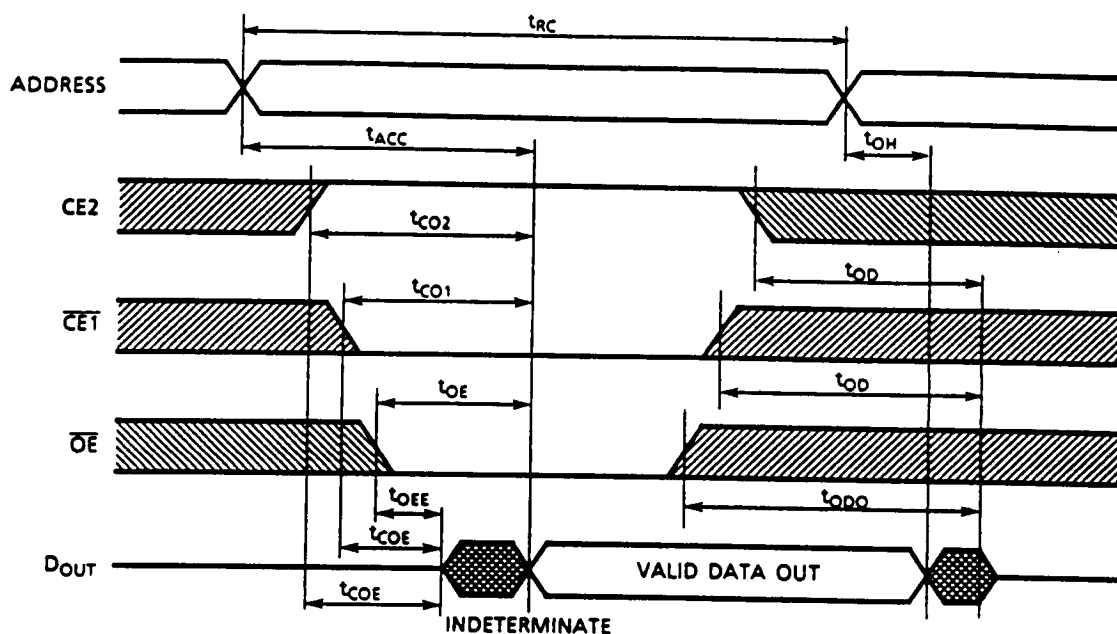 tRC
ADDRESS
tACC
tOH
CE2
tCO2
tOD
CE1
tCO1
tOD
OE
tOE
tOEE
tODO
tCOE
DOUT
VALID DATA OUT
tCOE
INDETERMINATE